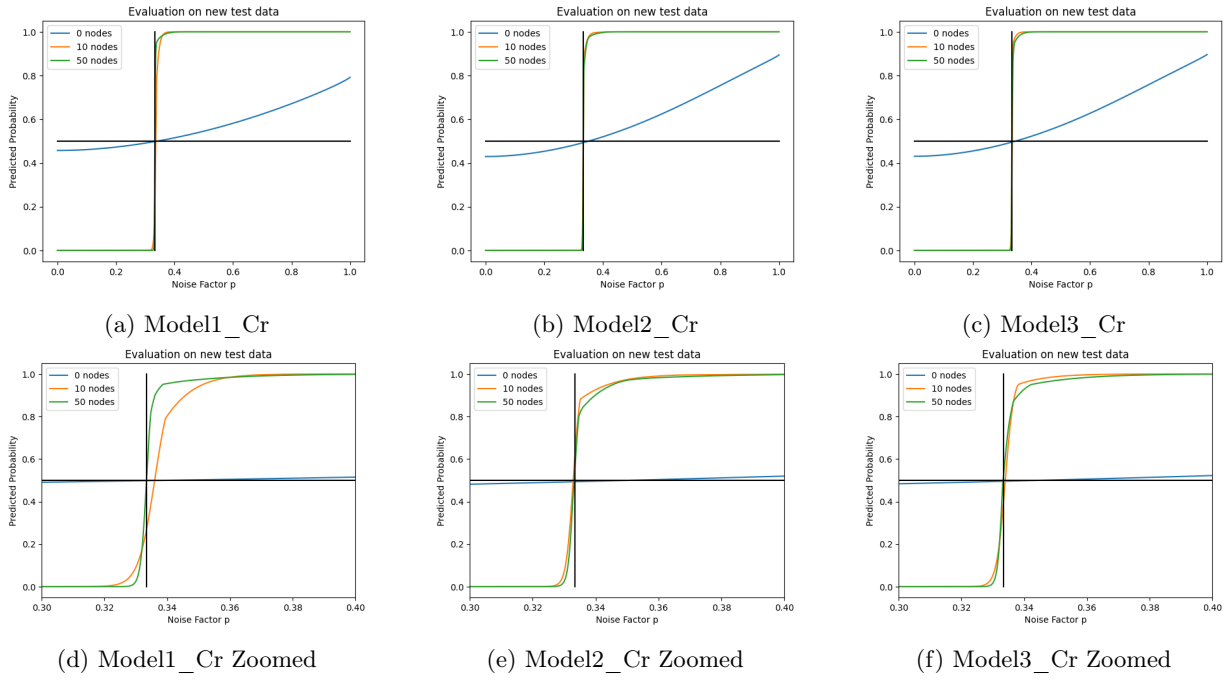 Evaluation on new test data
0 nodes
10 nodes
50 nodes
Predicted Probability
1.0
0.8
0.6
0.4
0.2
0.0
0.0 0.2 0.4 0.6 0.8 1.0
Noise Factor p
(a) Model1_Cr
Evaluation on new test data
0 nodes
10 nodes
50 nodes
Predicted Probability
1.0
0.8
0.6
0.4
0.2
0.0
0.0 0.2 0.4 0.6 0.8 1.0
Noise Factor p
(b) Model2_Cr
Evaluation on new test data
0 nodes
10 nodes
50 nodes
Predicted Probability
1.0
0.8
0.6
0.4
0.2
0.0
0.0 0.2 0.4 0.6 0.8 1.0
Noise Factor p
(c) Model3_Cr
Evaluation on new test data
0 nodes
10 nodes
50 nodes
Predicted Probability
1.0
0.8
0.6
0.4
0.2
0.0
0.30 0.32 0.34 0.36 0.38 0.40
Noise Factor p
(d) Model1_Cr Zoomed
Evaluation on new test data
0 nodes
10 nodes
50 nodes
Predicted Probability
1.0
0.8
0.6
0.4
0.2
0.0
0.30 0.32 0.34 0.36 0.38 0.40
Noise Factor p
(e) Model2_Cr Zoomed
Evaluation on new test data
0 nodes
10 nodes
50 nodes
Predicted Probability
1.0
0.8
0.6
0.4
0.2
0.0
0.30 0.32 0.34 0.36 0.38 0.40
Noise Factor p
(f) Model3_Cr Zoomed